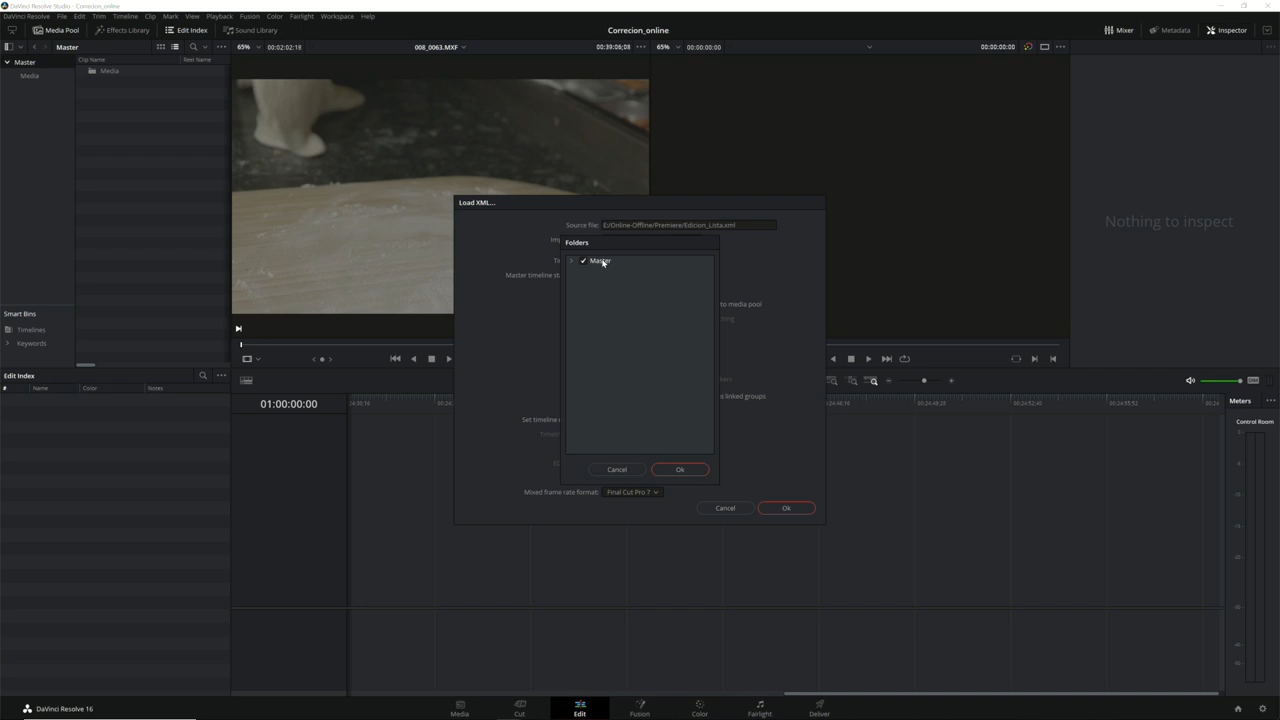 DaVinci Resolve Studio - Correcion_online
DaVinci Resolve File Edit Trim Timeline Clip Mark View Playback Fusion Color Fairlight Workspace Help
Media Pool Effects Library Edit Index Sound Library
Correcion_online
Mixer Metadata Inspector
Master
65% 00:02:02:18 008_0063.MXF 00:39:06;08
65% 00:00:00:00 00:00:00:00
Clip Name Reel Name
Master
Media
Media
Nothing to inspect
Load XML...
Source file: E:/Online-Offline/Premiere/Edicion_Lista.xml
Folders
Master
Master timeline st
to media pool
s linked groups
Set timeline
Cancel Ok
Mixed frame rate format: Final Cut Pro 7
Cancel Ok
Smart Bins
Timelines
Keywords
Edit Index
# Name Color Notes
01:00:00:00
Meters
Control Room
DaVinci Resolve 16
Media Cut Edit Fusion Color Fairlight Deliver